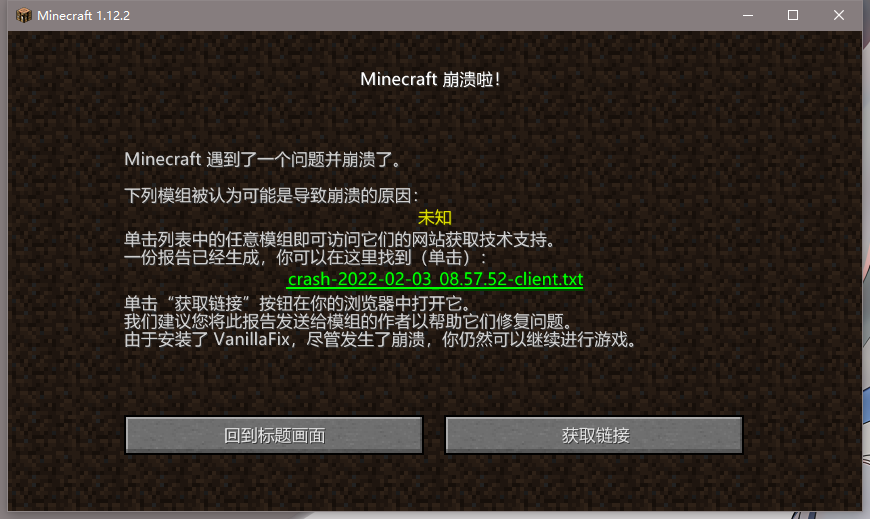 Minecraft 1.12.2
Minecraft 崩溃啦！
Minecraft 遇到了一个问题并崩溃了。
下列模组被认为可能是导致崩溃的原因：
未知
单击列表中的任意模组即可访问它们的网站获取技术支持。
一份报告已经生成，你可以在这里找到（单击）：
crash-2022-02-03_08.57.52-client.txt
单击“获取链接”按钮在你的浏览器中打开它。
我们建议您将此报告发送给模组的作者以帮助它们修复问题。
由于安装了 VanillaFix，尽管发生了崩溃，你仍然可以继续进行游戏。
回到标题画面
获取链接